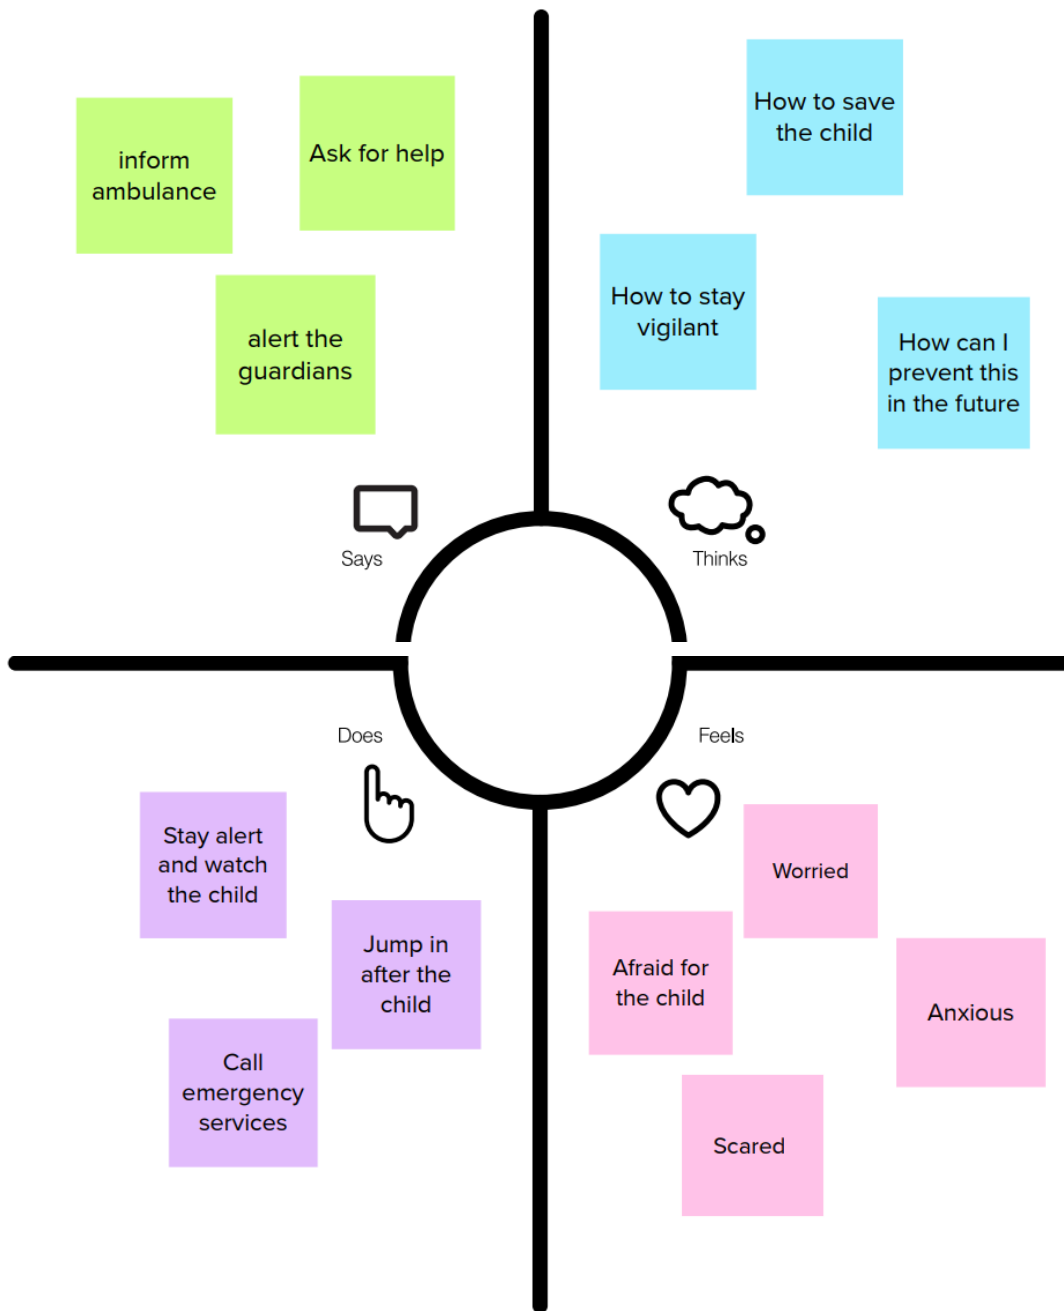 inform
ambulance
Ask for help
alert the
guardians
Says
How to save
the child
How to stay
vigilant
How can I
prevent this
in the future
Thinks
Does
Stay alert
and watch
the child
Jump in
after the
child
Call
emergency
services
Feels
Worried
Afraid for
the child
Anxious
Scared